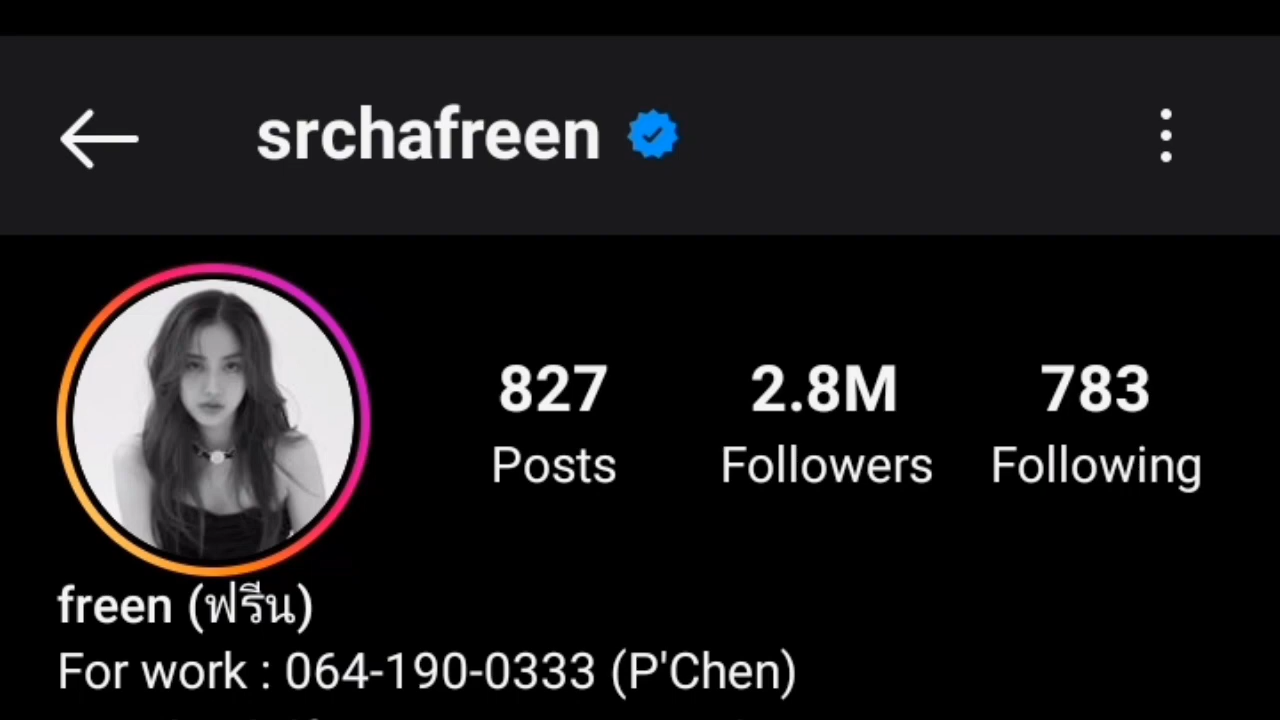 srchafreen
827 2.8M 783
Posts Followers Following
freen (ฟรีน)
For work : 064-190-0333 (P'Chen)